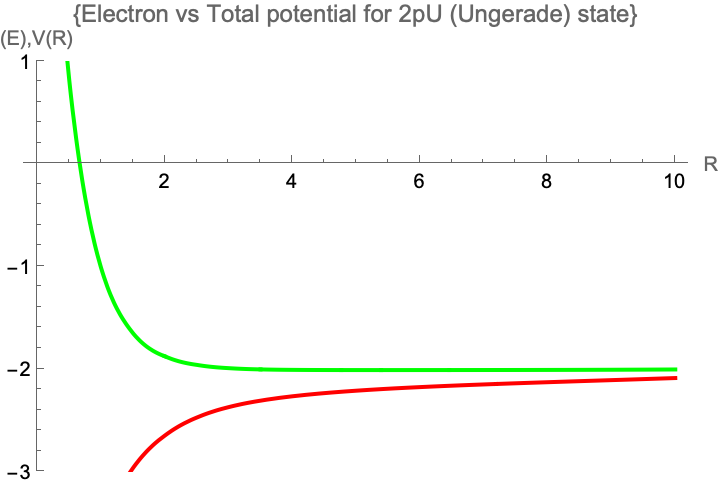 {Electron vs Total potential for 2pU (Ungerade) state}
(E),V(R)
1
2 4 6 8 10 R
-1
-2
-3